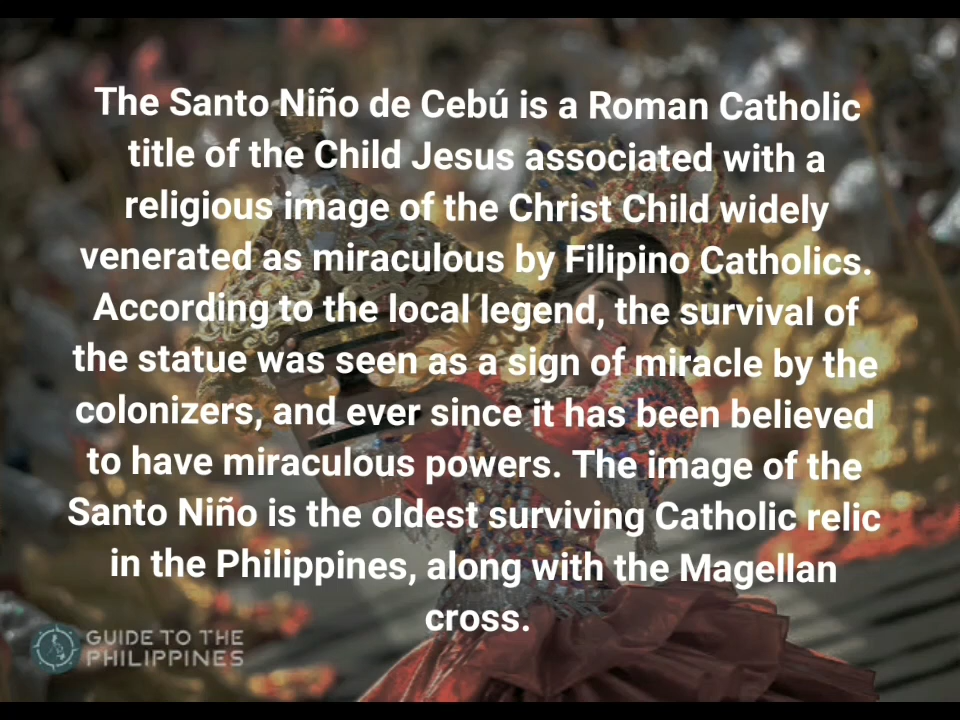 The Santo Niño de Cebú is a Roman Catholic
title of the Child Jesus associated with a
religious image of the Christ Child widely
venerated as miraculous by Filipino Catholics.
According to the local legend, the survival of
the statue was seen as a sign of miracle by the
colonizers, and ever since it has been believed
to have miraculous powers. The image of the
Santo Niño is the oldest surviving Catholic relic
in the Philippines, along with the Magellan
cross.
GUIDE TO THE
PHILIPPINES